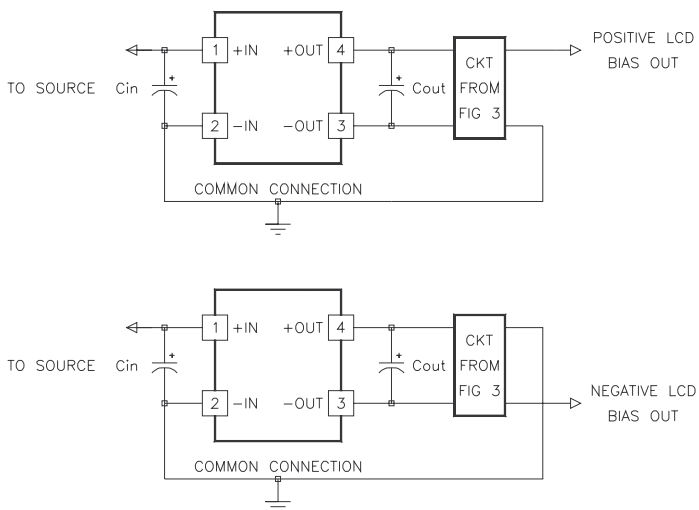 POSITIVE LCD
BIAS OUT
1 +IN +OUT 4
CKT
FROM
FIG 3
TO SOURCE Cin + + Cout
2 −IN −OUT 3
COMMON CONNECTION
1 +IN +OUT 4
CKT
FROM
FIG 3
TO SOURCE Cin + + Cout
2 −IN −OUT 3
NEGATIVE LCD
BIAS OUT
COMMON CONNECTION